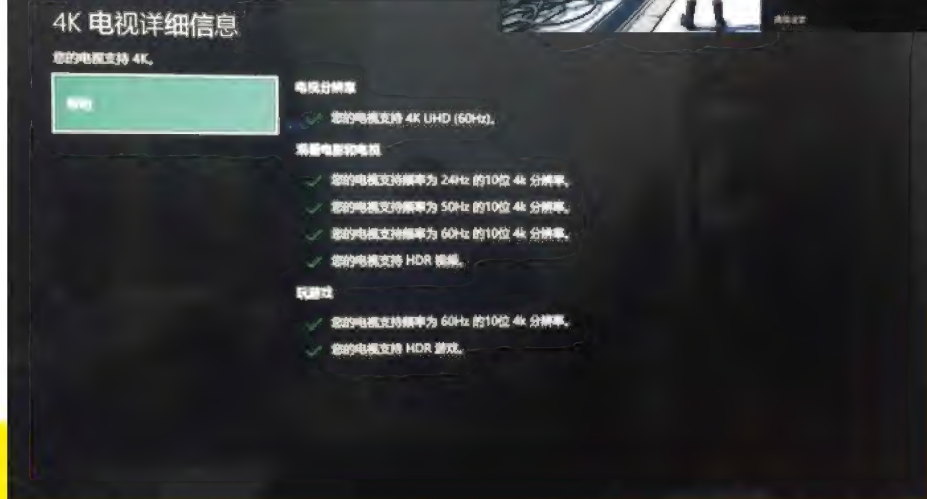 4K 电视详细信息
您的电视支持 4K。
帮助
电视分辨率
您的电视支持 4K UHD (60Hz)。
观看电影和电视
您的电视支持频率为 24Hz 的10位 4k 分辨率。
您的电视支持频率为 50Hz 的10位 4k 分辨率。
您的电视支持频率为 60Hz 的10位 4k 分辨率。
您的电视支持 HDR 视频。
玩游戏
您的电视支持频率为 60Hz 的10位 4k 分辨率。
您的电视支持 HDR 游戏。